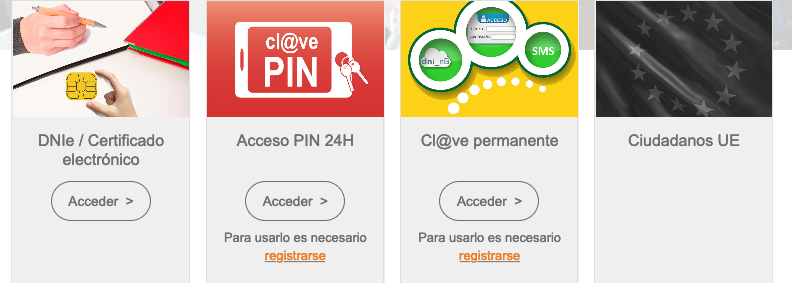 cl@ve
PIN
ACCESO
dni_nB
SMS
DNIe / Certificado
electrónico
Acceder >
Acceso PIN 24H
Acceder >
Para usarlo es necesario
registrarse
Cl@ve permanente
Acceder >
Para usarlo es necesario
registrarse
Ciudadanos UE